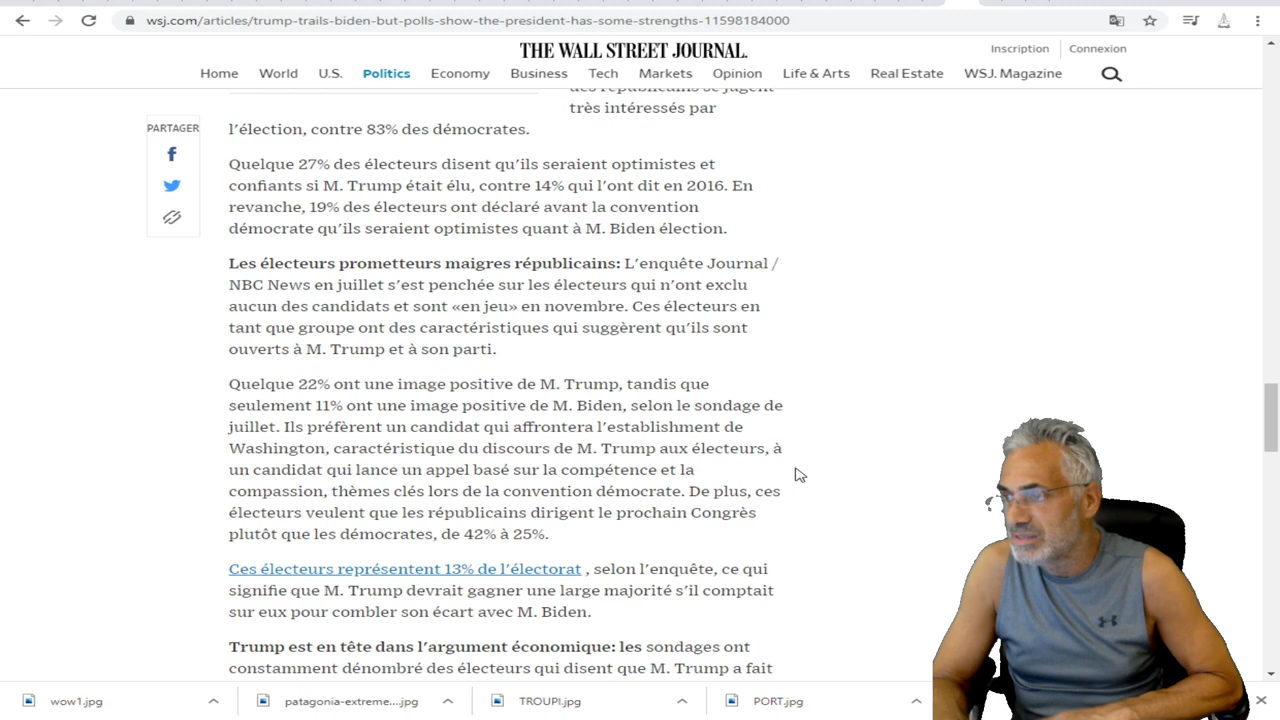 wsj.com/articles/trump-trails-biden-but-polls-show-the-president-has-some-strengths-11598184000
THE WALL STREET JOURNAL.
Inscription
Connexion
Home World U.S. Politics Economy Business Tech Markets Opinion Life & Arts Real Estate WSJ. Magazine
des républicains se jugent
très intéressés par
PARTAGER
l'élection, contre 83% des démocrates.
Quelque 27% des électeurs disent qu'ils seraient optimistes et
confiants si M. Trump était élu, contre 14% qui l'ont dit en 2016. En
revanche, 19% des électeurs ont déclaré avant la convention
démocrate qu'ils seraient optimistes quant à M. Biden élection.
Les électeurs prometteurs maigres républicains: L'enquête Journal /
NBC News en juillet s'est penchée sur les électeurs qui n'ont exclu
aucun des candidats et sont «en jeu» en novembre. Ces électeurs en
tant que groupe ont des caractéristiques qui suggèrent qu'ils sont
ouverts à M. Trump et à son parti.
Quelque 22% ont une image positive de M. Trump, tandis que
seulement 11% ont une image positive de M. Biden, selon le sondage de
juillet. Ils préfèrent un candidat qui affrontera l'establishment de
Washington, caractéristique du discours de M. Trump aux électeurs, à
un candidat qui lance un appel basé sur la compétence et la
compassion, thèmes clés lors de la convention démocrate. De plus, ces
électeurs veulent que les républicains dirigent le prochain Congrès
plutôt que les démocrates, de 42% à 25%.
Ces électeurs représentent 13% de l'électorat , selon l'enquête, ce qui
signifie que M. Trump devrait gagner une large majorité s'il comptait
sur eux pour combler son écart avec M. Biden.
Trump est en tête dans l'argument économique: les sondages ont
constamment dénombré des électeurs qui disent que M. Trump a fait
wow1.jpg
patagonia-extreme....jpg
TROUPI.jpg
PORT.jpg